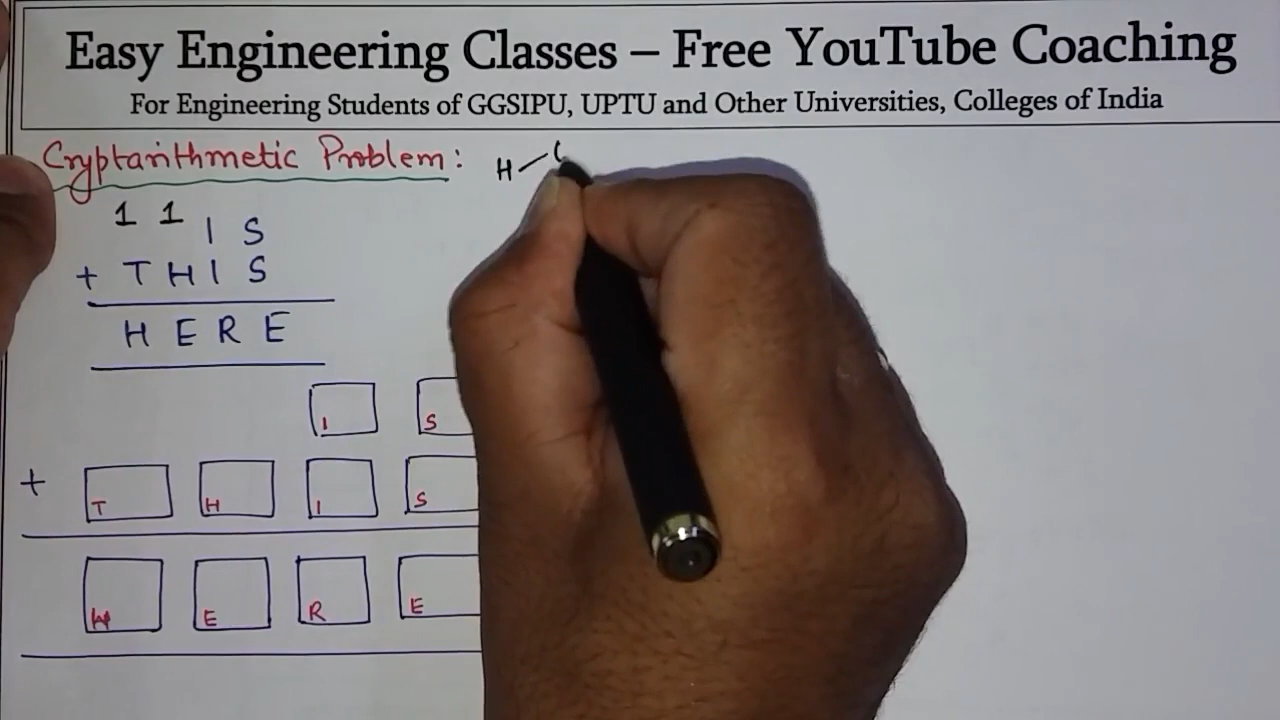 Easy Engineering Classes – Free YouTube Coaching
For Engineering Students of GGSIPU, UPTU and Other Universities, Colleges of India
Cryptarithmetic Problem : H –
1 1 I S
+ T H I S
H E R E
I S
+ T H I S
H E R E